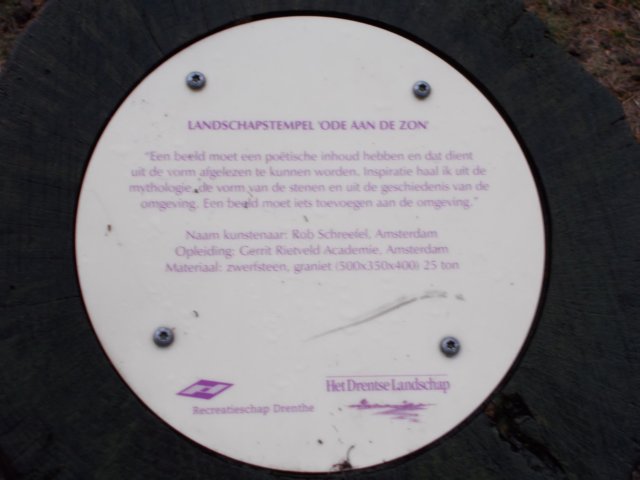 LANDSCHAPSTEMPEL 'ODE AAN DE ZON'
"Een beeld moet een poëtische inhoud hebben en dat dient
uit de vorm afgelezen te kunnen worden. Inspiratie haal ik uit de
mythologie, de vorm van de stenen en uit de geschiedenis van de
omgeving. Een beeld moet iets toevoegen aan de omgeving."
Naam kunstenaar: Rob Schreefel, Amsterdam
Opleiding: Gerrit Rietveld Academie, Amsterdam
Materiaal: zwerfsteen, graniet (500x350x400) 25 ton
Recreatieschap Drenthe
Het Drentse Landschap